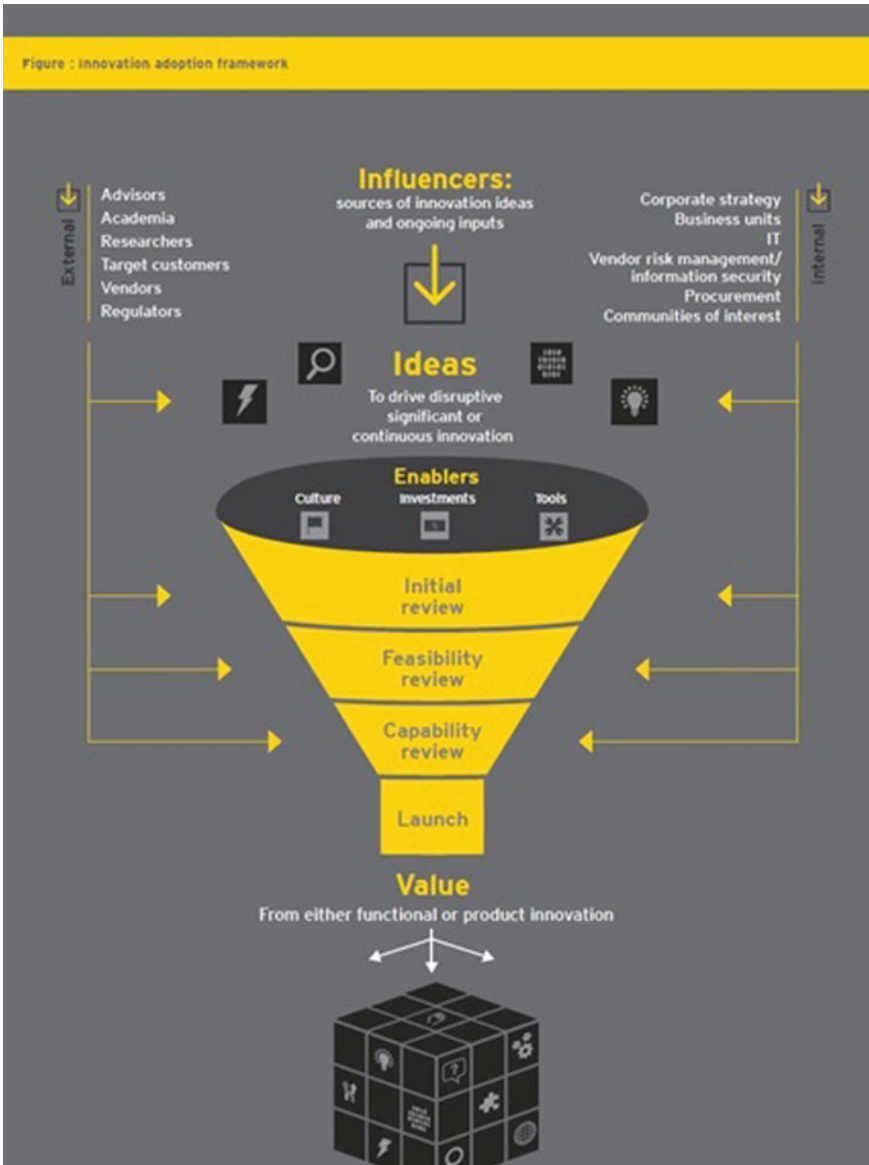 Figure : Innovation adoption framework
Influencers:
sources of innovation ideas
and ongoing inputs
External
Advisors
Academia
Researchers
Target customers
Vendors
Regulators
Internal
Corporate strategy
Business units
IT
Vendor risk management/
information security
Procurement
Communities of interest
Ideas
To drive disruptive
significant or
continuous innovation
Enablers
Culture
Investments
Tools
Initial
review
Feasibility
review
Capability
review
Launch
Value
From either functional or product innovation
?